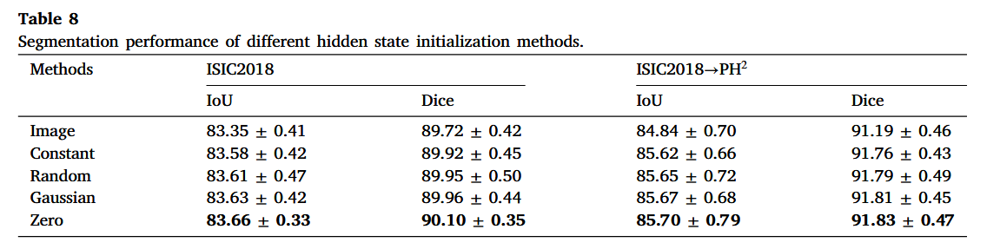 Table 8
Segmentation performance of different hidden state initialization methods.
Methods ISIC2018 ISIC2018→PH²
IoU Dice IoU Dice
Image 83.35 ± 0.41 89.72 ± 0.42 84.84 ± 0.70 91.19 ± 0.46
Constant 83.58 ± 0.42 89.92 ± 0.45 85.62 ± 0.66 91.76 ± 0.43
Random 83.61 ± 0.47 89.95 ± 0.50 85.65 ± 0.72 91.79 ± 0.49
Gaussian 83.63 ± 0.42 89.96 ± 0.44 85.67 ± 0.68 91.81 ± 0.45
Zero 83.66 ± 0.33 90.10 ± 0.35 85.70 ± 0.79 91.83 ± 0.47